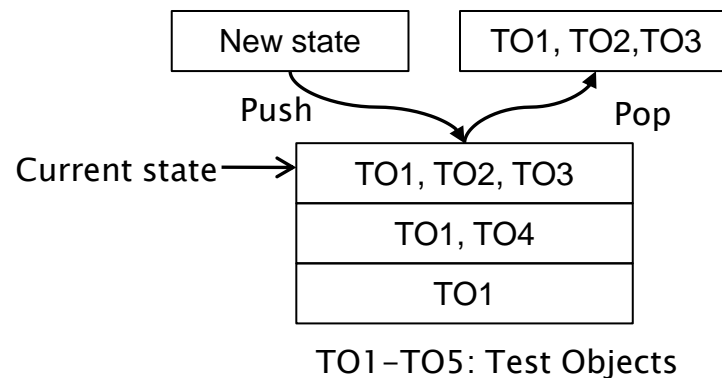 New state
TO1, TO2,TO3
Push
Pop
Current state
TO1, TO2, TO3
TO1, TO4
TO1
TO1-TO5: Test Objects